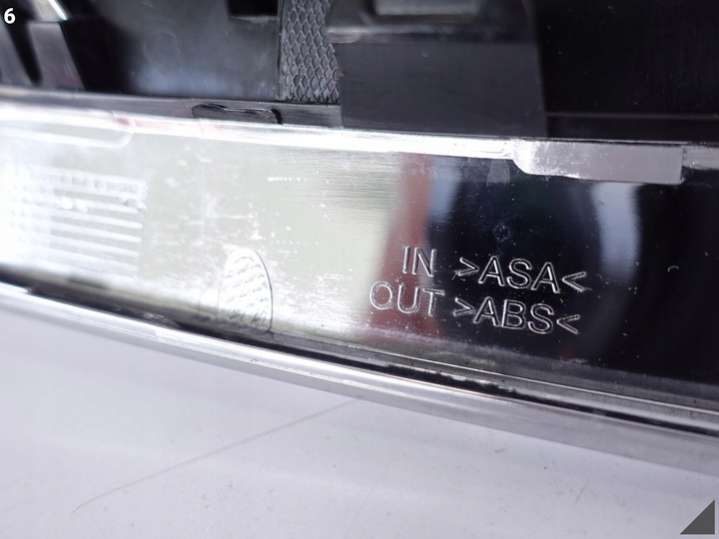 6
IN >ASA<
OUT >ABS<